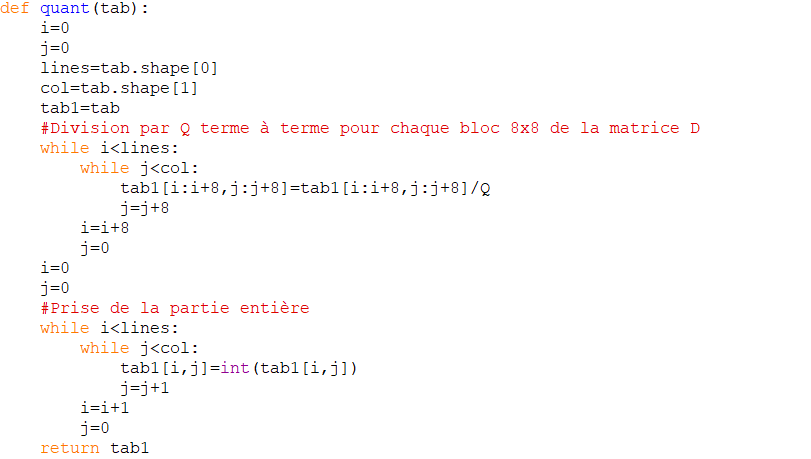 def quant(tab):
    i=0
    j=0
    lines=tab.shape[0]
    col=tab.shape[1]
    tab1=tab
    #Division par Q terme à terme pour chaque bloc 8x8 de la matrice D
    while i<lines:
        while j<col:
            tab1[i:i+8,j:j+8]=tab1[i:i+8,j:j+8]/Q
            j=j+8
        i=i+8
        j=0
    i=0
    j=0
    #Prise de la partie entière
    while i<lines:
        while j<col:
            tab1[i,j]=int(tab1[i,j])
            j=j+1
        i=i+1
        j=0
    return tab1